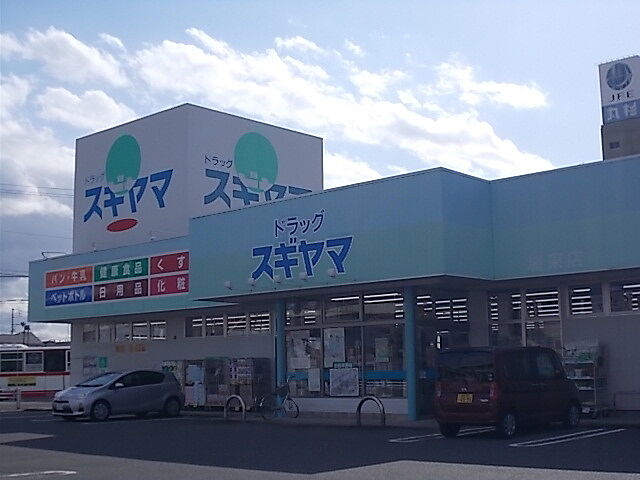 ドラッグ
スギヤマ
ドラッグ
スギヤマ
ドラッグ
スギヤマ
パン・牛乳
健康食品
くすり
ペットボトル
日用品
化粧
JFE
丸杉